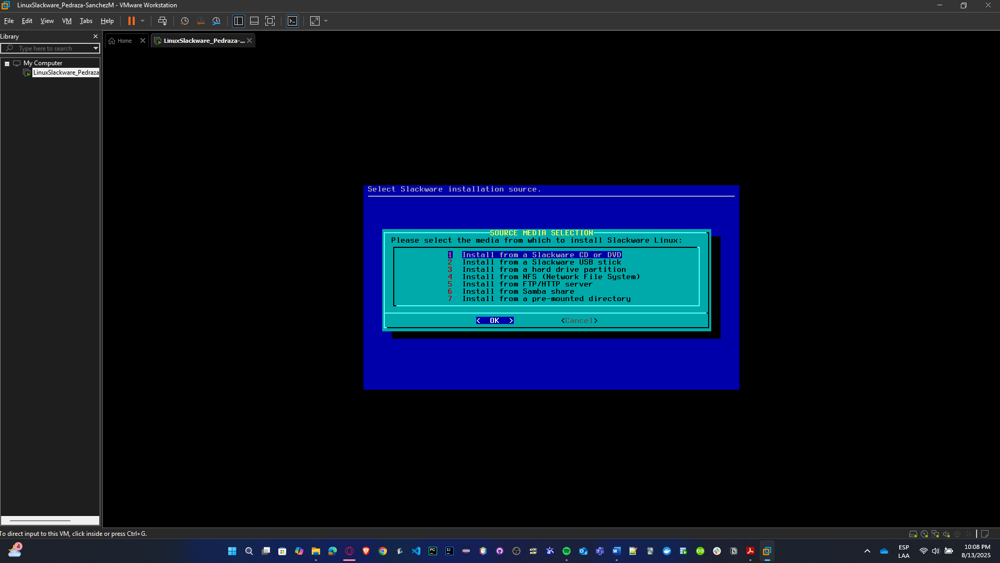 LinuxSlackware_Pedraza-SanchezM - VMware Workstation
File Edit View VM Tabs Help
Library
Type here to search
My Computer
LinuxSlackware_Pedraza
Home
LinuxSlackware_Pedraza-...
Select Slackware installation source.
SOURCE MEDIA SELECTION
Please select the media from which to install Slackware Linux:
1 Install from a Slackware CD or DVD
2 Install from a Slackware USB stick
3 Install from a hard drive partition
4 Install from NFS (Network File System)
5 Install from FTP/HTTP server
6 Install from Samba share
7 Install from a pre-mounted directory
< OK > <Cancel>
To direct input to this VM, click inside or press Ctrl+G.
4
PC
IJ
ESP
LAA
10:08 PM
8/13/2025